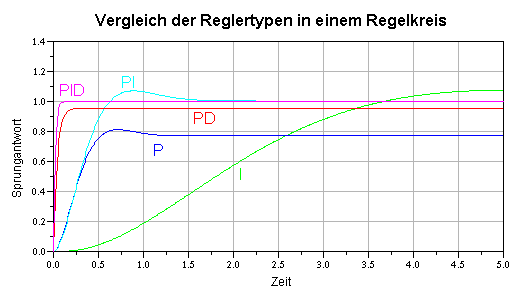 Vergleich der Reglertypen in einem Regelkreis
1.4
1.2
1.0
0.8
0.6
0.4
0.2
0.0
Sprungantwort
PID
PI
PD
P
I
0.0 0.5 1.0 1.5 2.0 2.5 3.0 3.5 4.0 4.5 5.0
Zeit